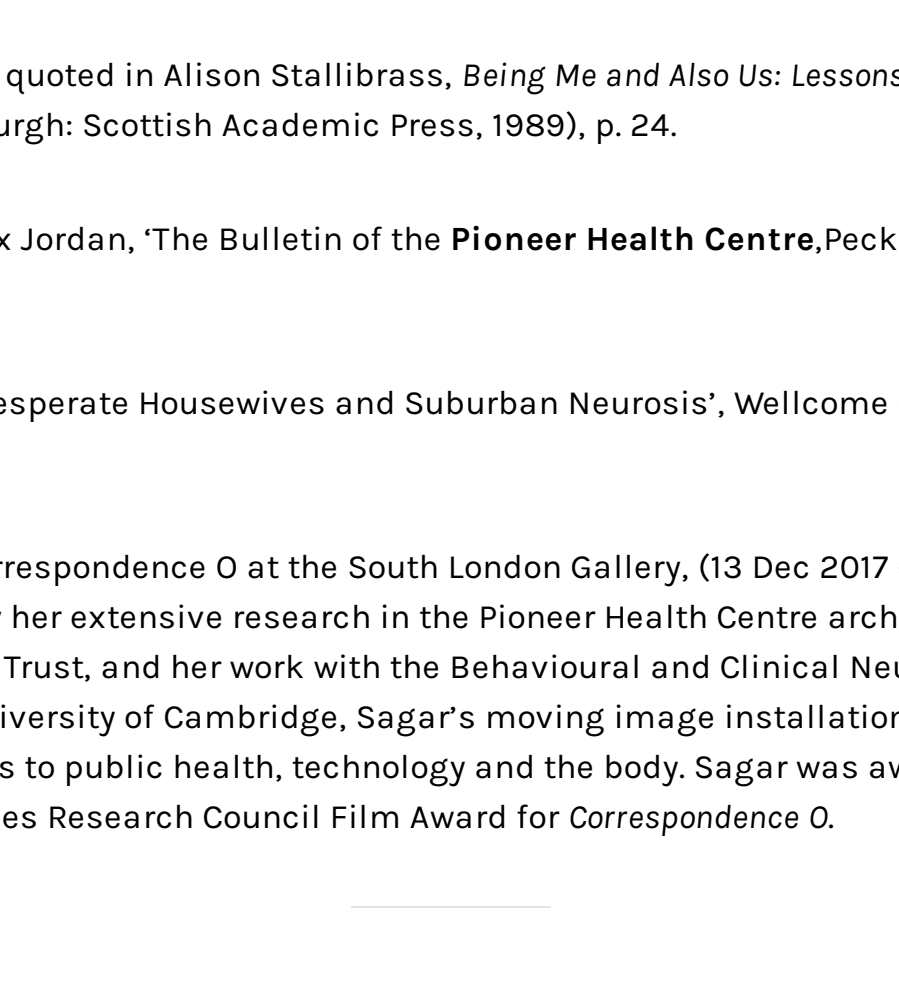 quoted in Alison Stallibrass, Being Me and Also Us: Lessons
urgh: Scottish Academic Press, 1989), p. 24.
x Jordan, ‘The Bulletin of the Pioneer Health Centre,Peck
esperate Housewives and Suburban Neurosis’, Wellcome
rrespondence O at the South London Gallery, (13 Dec 2017
her extensive research in the Pioneer Health Centre arch
Trust, and her work with the Behavioural and Clinical Neu
iversity of Cambridge, Sagar’s moving image installation
s to public health, technology and the body. Sagar was aw
es Research Council Film Award for Correspondence O.